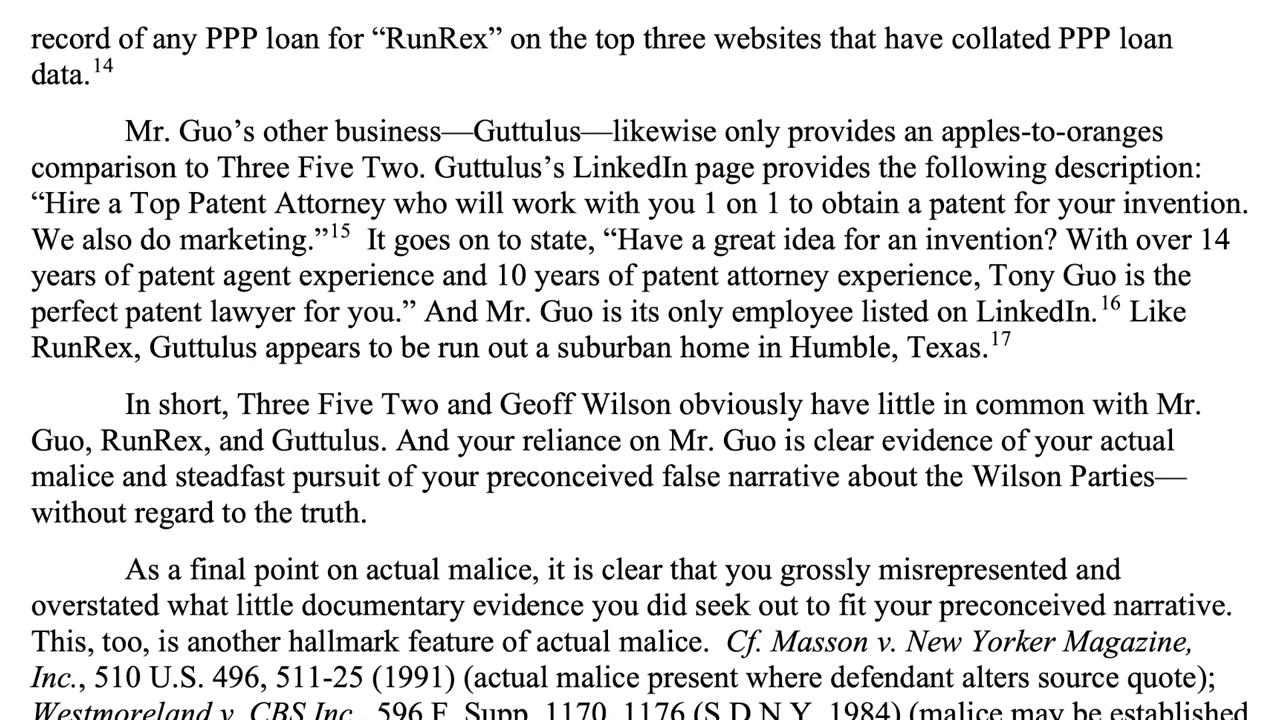 record of any PPP loan for “RunRex” on the top three websites that have collated PPP loan
data.14
Mr. Guo’s other business—Guttulus—likewise only provides an apples-to-oranges
comparison to Three Five Two. Guttulus’s LinkedIn page provides the following description:
“Hire a Top Patent Attorney who will work with you 1 on 1 to obtain a patent for your invention.
We also do marketing.”15 It goes on to state, “Have a great idea for an invention? With over 14
years of patent agent experience and 10 years of patent attorney experience, Tony Guo is the
perfect patent lawyer for you.” And Mr. Guo is its only employee listed on LinkedIn.16 Like
RunRex, Guttulus appears to be run out a suburban home in Humble, Texas.17
In short, Three Five Two and Geoff Wilson obviously have little in common with Mr.
Guo, RunRex, and Guttulus. And your reliance on Mr. Guo is clear evidence of your actual
malice and steadfast pursuit of your preconceived false narrative about the Wilson Parties—
without regard to the truth.
As a final point on actual malice, it is clear that you grossly misrepresented and
overstated what little documentary evidence you did seek out to fit your preconceived narrative.
This, too, is another hallmark feature of actual malice. Cf. Masson v. New Yorker Magazine,
Inc., 510 U.S. 496, 511-25 (1991) (actual malice present where defendant alters source quote);
Westmoreland v. CBS Inc., 596 F. Supp. 1170, 1176 (S.D.N.Y. 1984) (malice may be established